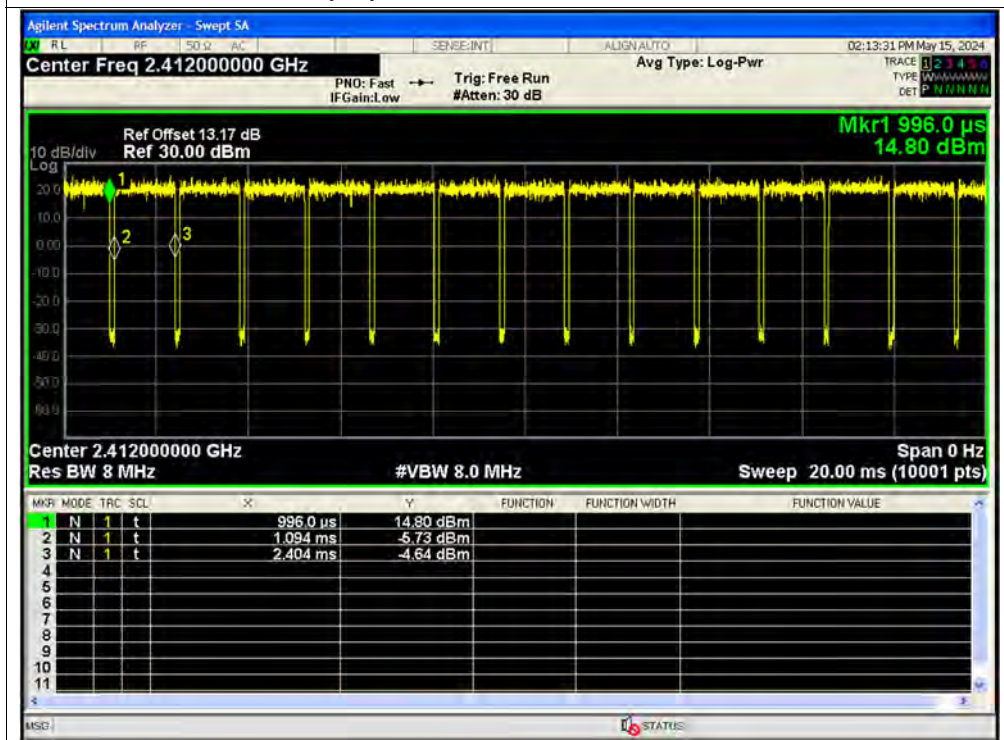 Agilent Spectrum Analyzer - Swept SA
RL RF 50 Ω AC SENSE:INT ALIGN AUTO 02:13:31 PM May 15, 2024
Center Freq 2.412000000 GHz Avg Type: Log-Pwr TRACE 1 2 3 4 5 6
PNO: Fast Trig: Free Run TYPE WWWWWW
IFGain:Low #Atten: 30 dB DET P N N N N N
Mkr1 996.0 µs
Ref Offset 13.17 dB
10 dB/div Ref 30.00 dBm 14.80 dBm
Log
1
20.0
10.0
2 3
0.00
-10.0
-20.0
-30.0
-40.0
-50.0
-60.0
Center 2.412000000 GHz Span 0 Hz
Res BW 8 MHz #VBW 8.0 MHz Sweep 20.00 ms (10001 pts)
MKR MODE TRC SCL X Y FUNCTION FUNCTION WIDTH FUNCTION VALUE
1 N 1 t 996.0 µs 14.80 dBm
2 N 1 t 1.094 ms -5.73 dBm
3 N 1 t 2.404 ms -4.64 dBm
4
5
6
7
8
9
10
11
MSG STATUS